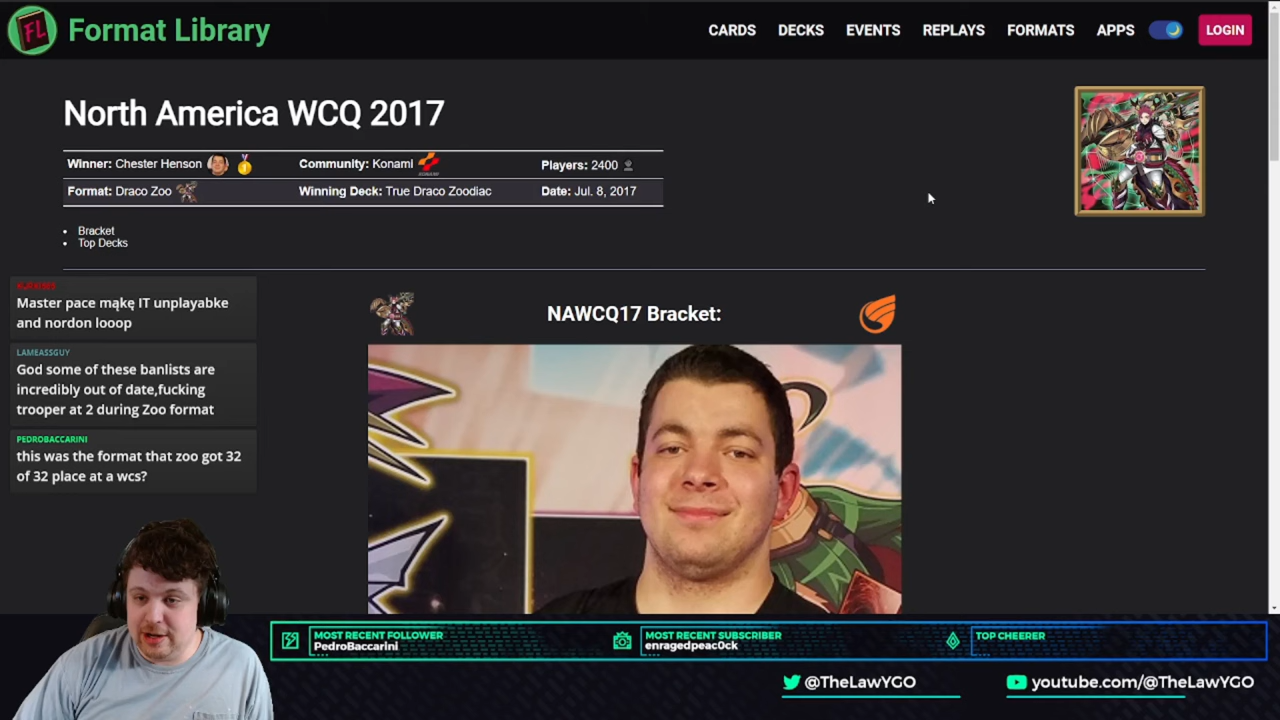 FL
Format Library
CARDS
DECKS
EVENTS
REPLAYS
FORMATS
APPS
LOGIN
North America WCQ 2017
Winner: Chester Henson
Community: Konami
Players: 2400
Format: Draco Zoo
Winning Deck: True Draco Zoodiac
Date: Jul. 8, 2017
Bracket
Top Decks
NAWCQ17 Bracket:
Master pace mąkę IT unplayabke
and nordon looop
LAMEASSGUY
God some of these banlists are
incredibly out of date,fucking
trooper at 2 during Zoo format
PEDROBACCARINI
this was the format that zoo got 32
of 32 place at a wcs?
MOST RECENT FOLLOWER
PedroBaccarini
MOST RECENT SUBSCRIBER
enragedpeac0ck
TOP CHEERER
@TheLawYGO
youtube.com/@TheLawYGO